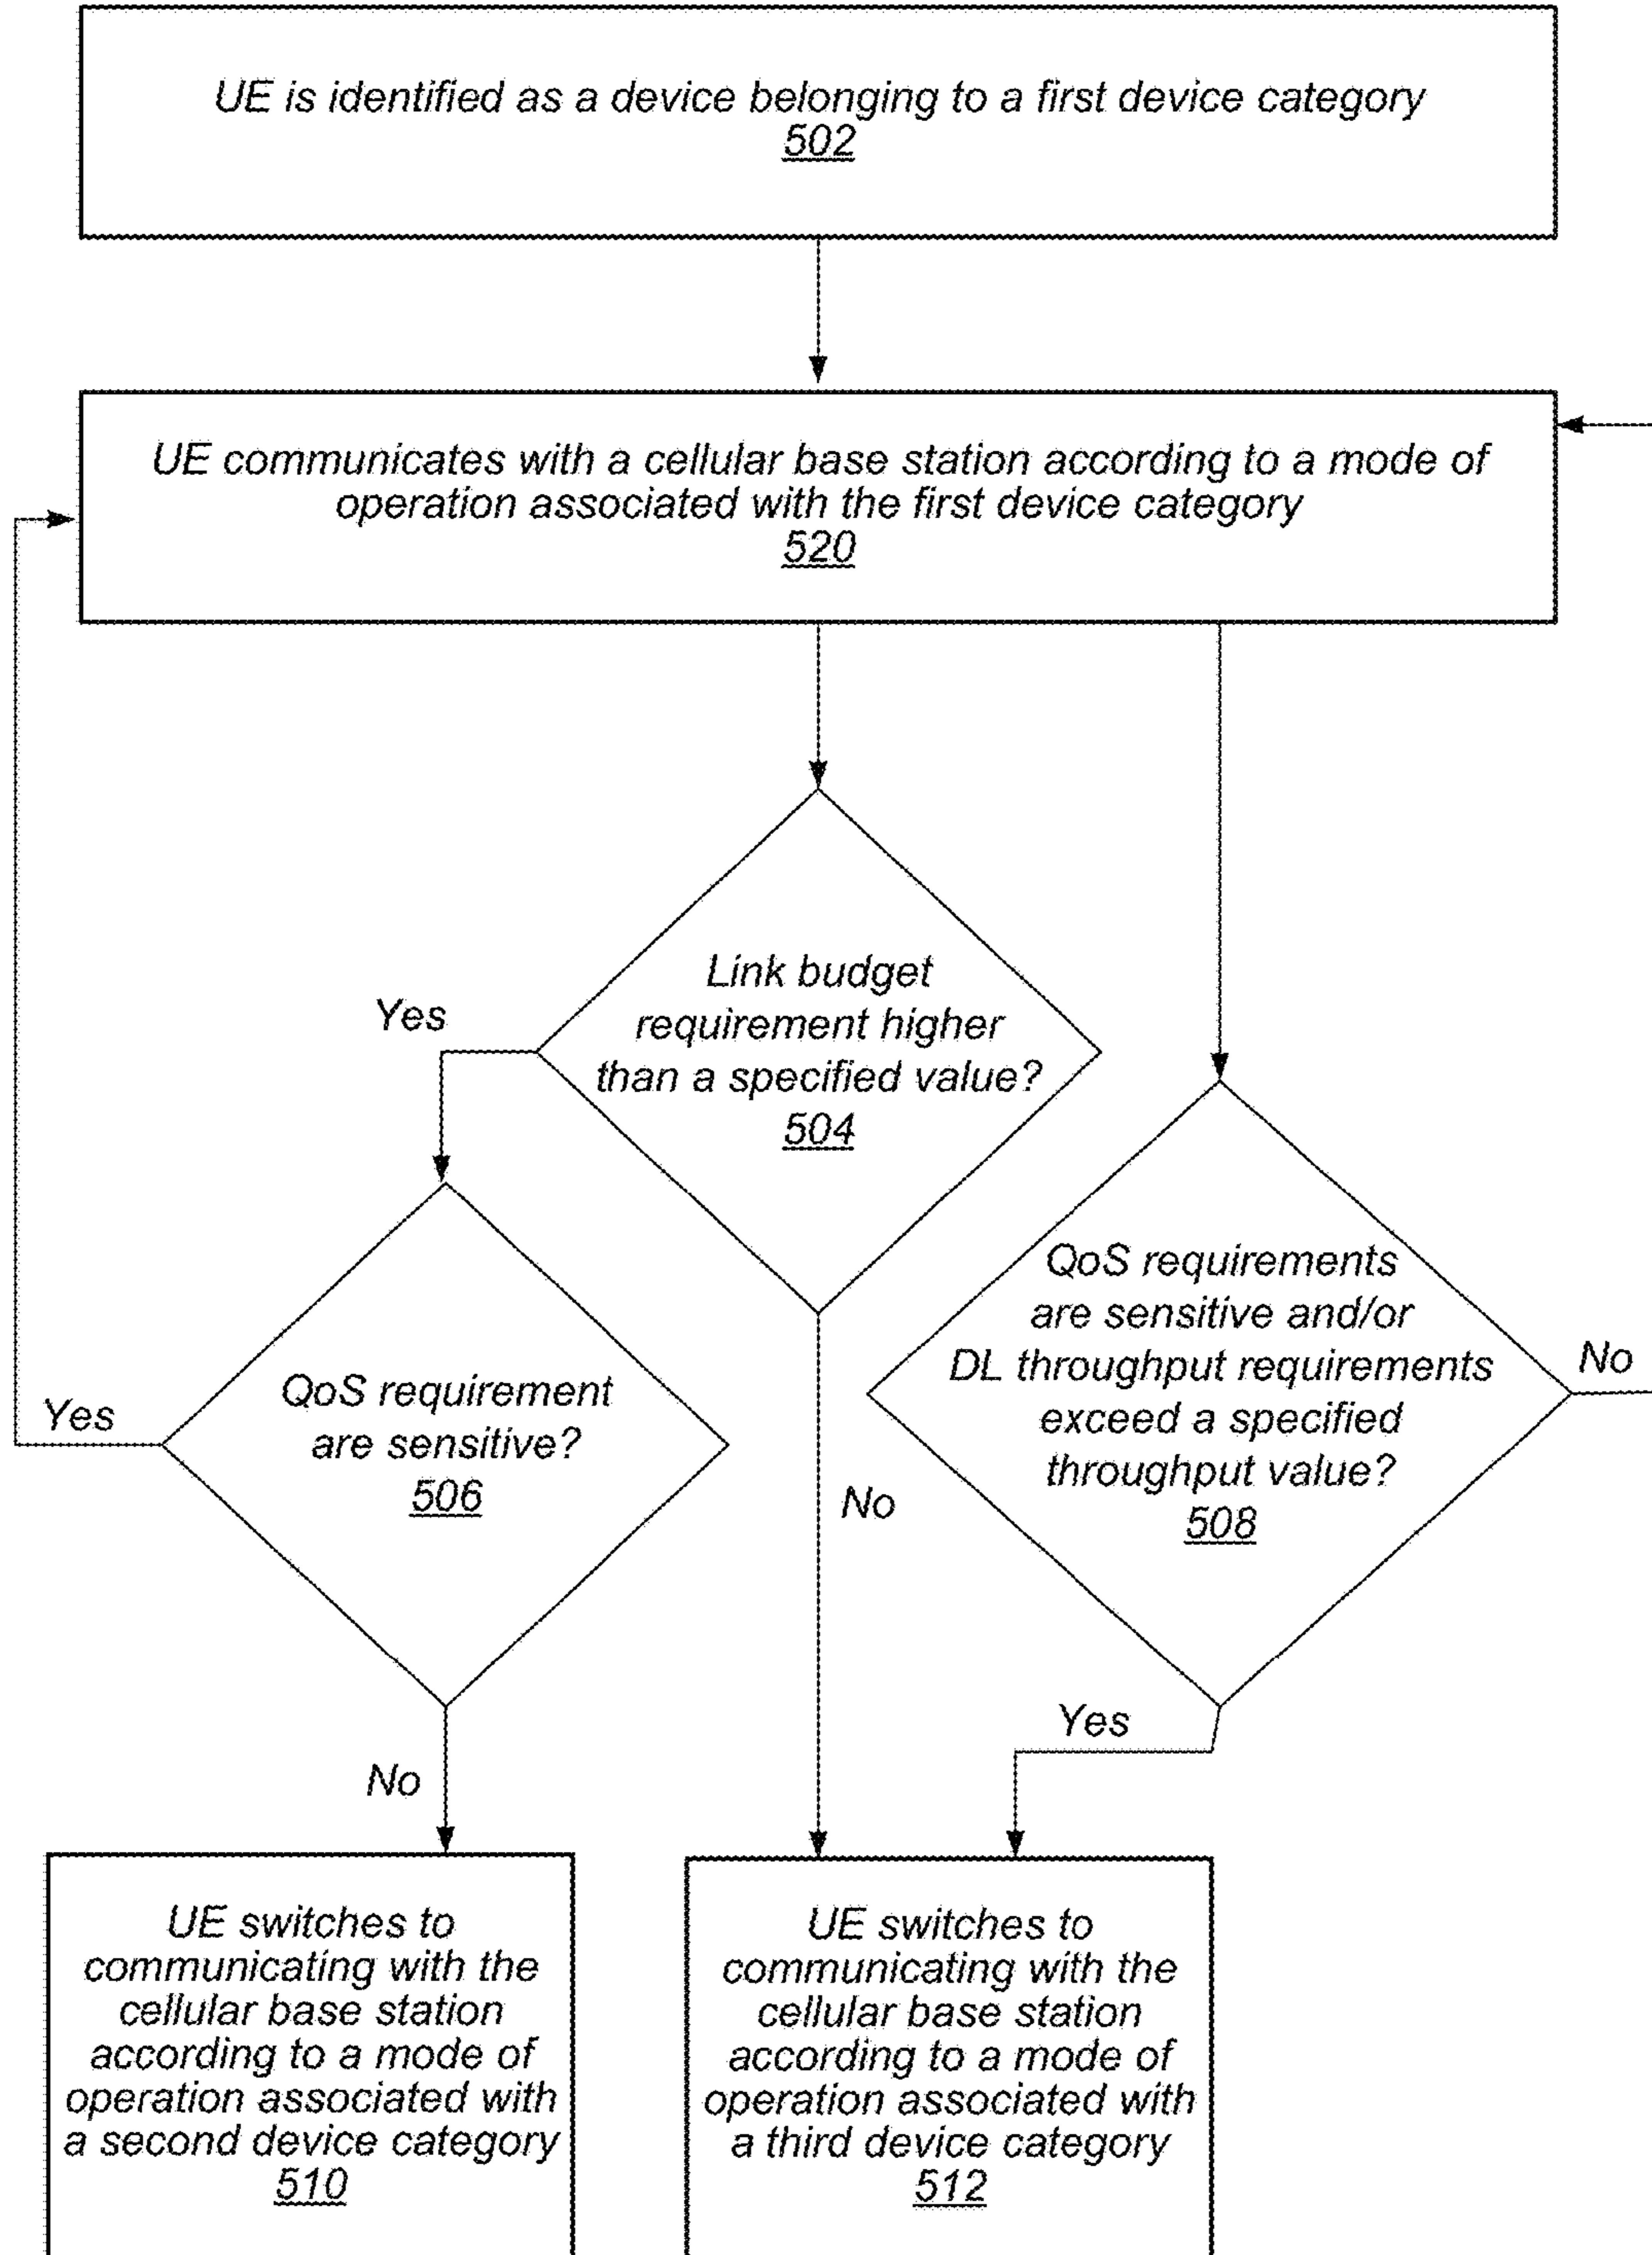 UE is identified as a device belonging to a first device category
502
UE communicates with a cellular base station according to a mode of
operation associated with the first device category
520
Link budget
requirement higher
than a specified value?
504
Yes
No
QoS requirement
are sensitive?
506
Yes
No
QoS requirements
are sensitive and/or
DL throughput requirements
exceed a specified
throughput value?
508
No
Yes
UE switches to
communicating with the
cellular base station
according to a mode of
operation associated with
a second device category
510
UE switches to
communicating with the
cellular base station
according to a mode of
operation associated with
a third device category
512